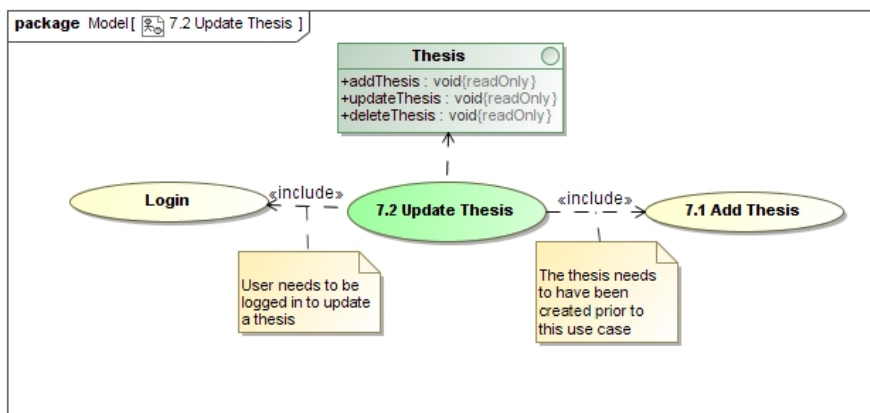 package Model[ 7.2 Update Thesis ]
Thesis
+addThesis : void{readOnly}
+updateThesis : void{readOnly}
+deleteThesis : void{readOnly}
«include»
«include»
Login
7.2 Update Thesis
7.1 Add Thesis
User needs to be
logged in to update
a thesis
The thesis needs
to have been
created prior to
this use case